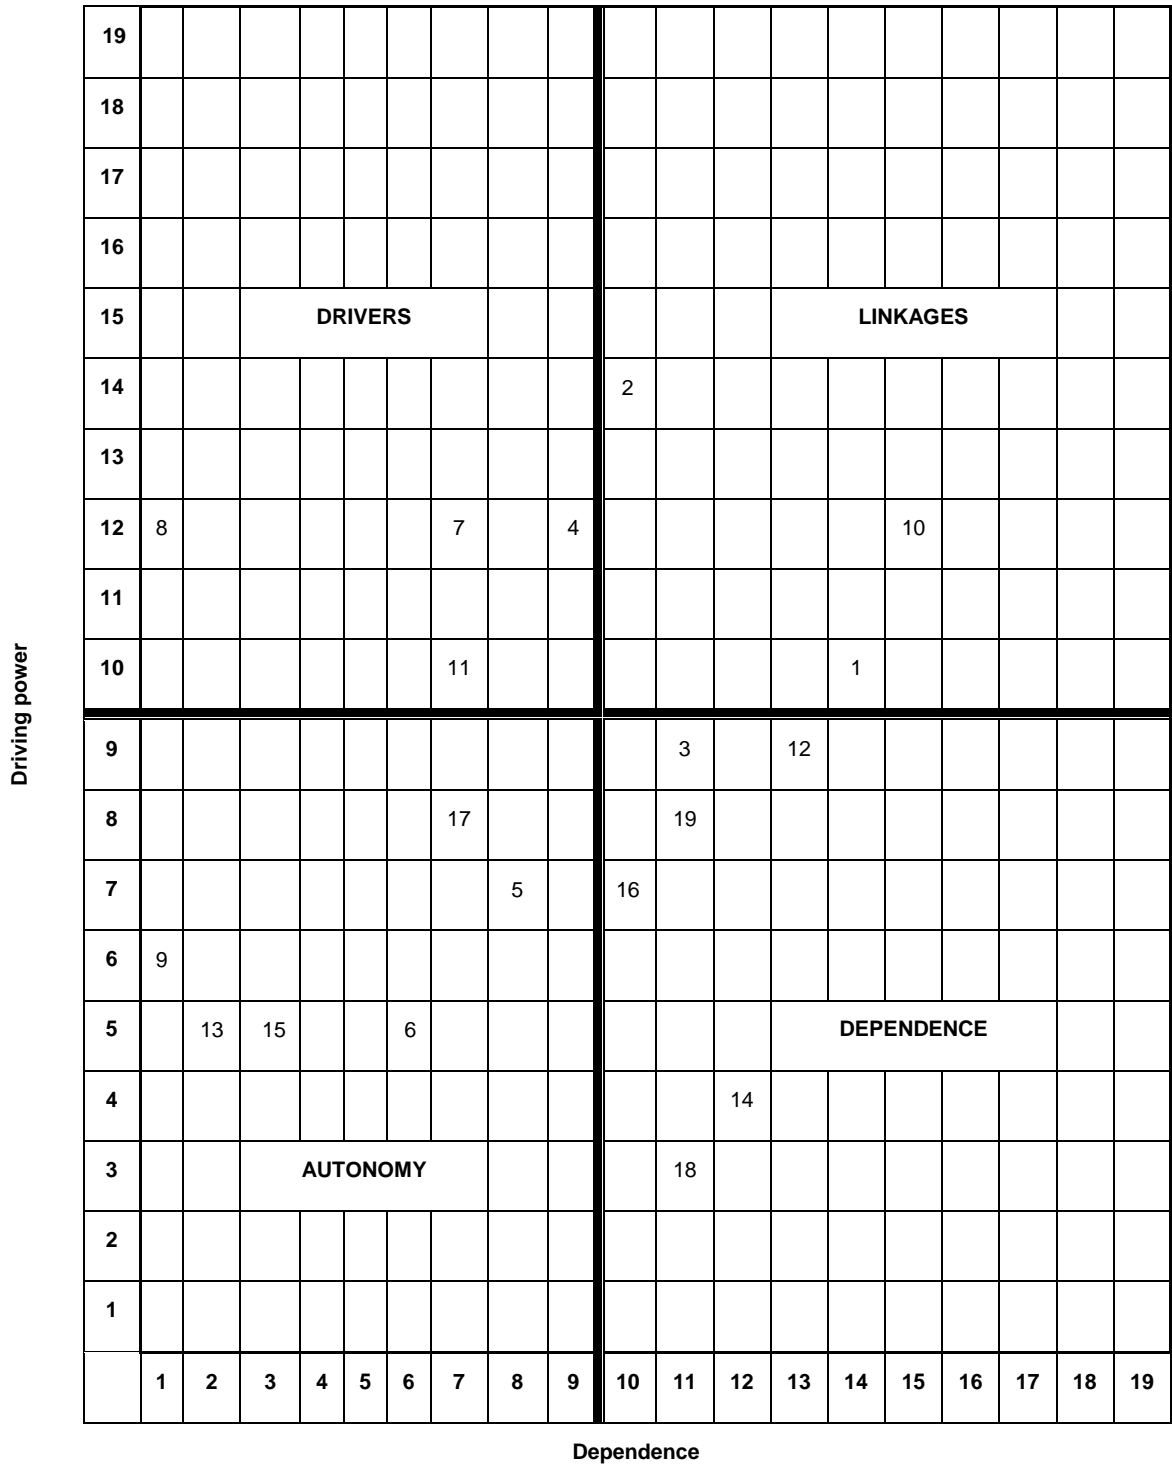 19
18
17
16
15 DRIVERS LINKAGES
14 2
13
12 8 7 4 10
11
10 11 1
Driving power
9 3 12
8 17 19
7 5 16
6 9
5 13 15 6 DEPENDENCE
4 14
3 AUTONOMY 18
2
1
1 2 3 4 5 6 7 8 9 10 11 12 13 14 15 16 17 18 19
Dependence